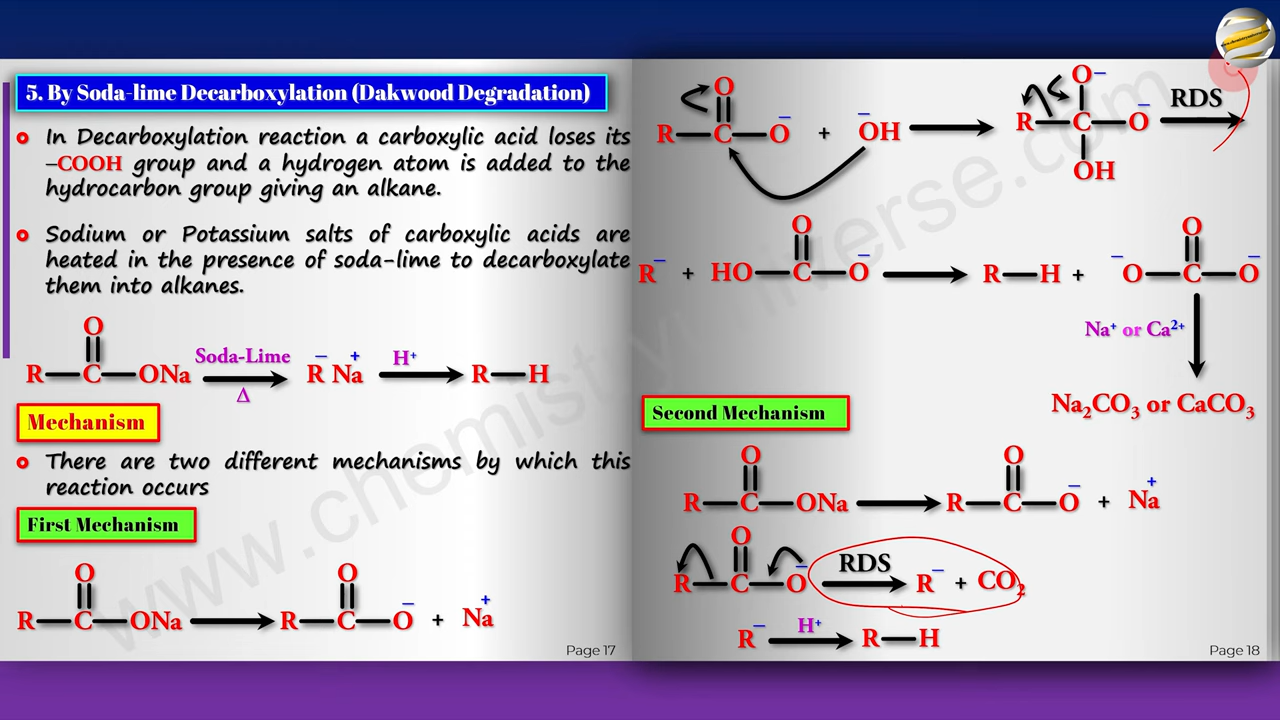 5. By Soda-lime Decarboxylation (Dakwood Degradation)
In Decarboxylation reaction a carboxylic acid loses its
–COOH group and a hydrogen atom is added to the
hydrocarbon group giving an alkane.
Sodium or Potassium salts of carboxylic acids are
heated in the presence of soda-lime to decarboxylate
them into alkanes.
O
R C ONa Soda-Lime Δ R⁻ Na⁺ H⁺ R H
Mechanism
There are two different mechanisms by which this
reaction occurs
First Mechanism
O O
R C ONa R C O⁻ + Na⁺
Page 17
O O⁻
R C O⁻ + O⁻H R C O⁻ RDS
OH
O O
R⁻ + HO C O⁻ R H + ⁻O C O⁻
Na⁺ or Ca²⁺
Na₂CO₃ or CaCO₃
Second Mechanism
O O
R C ONa R C O⁻ + Na⁺
O
R C O⁻ RDS R⁻ + CO₂
R⁻ H⁺ R H
Page 18
www.chemistryuniverse.com